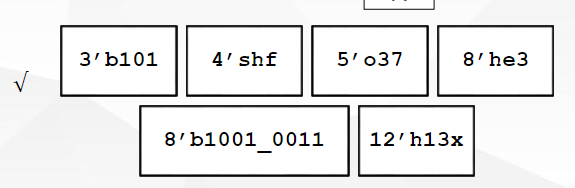 3'b101 4'shf 5'o37 8'he3
√
8'b1001_0011 12'h13x